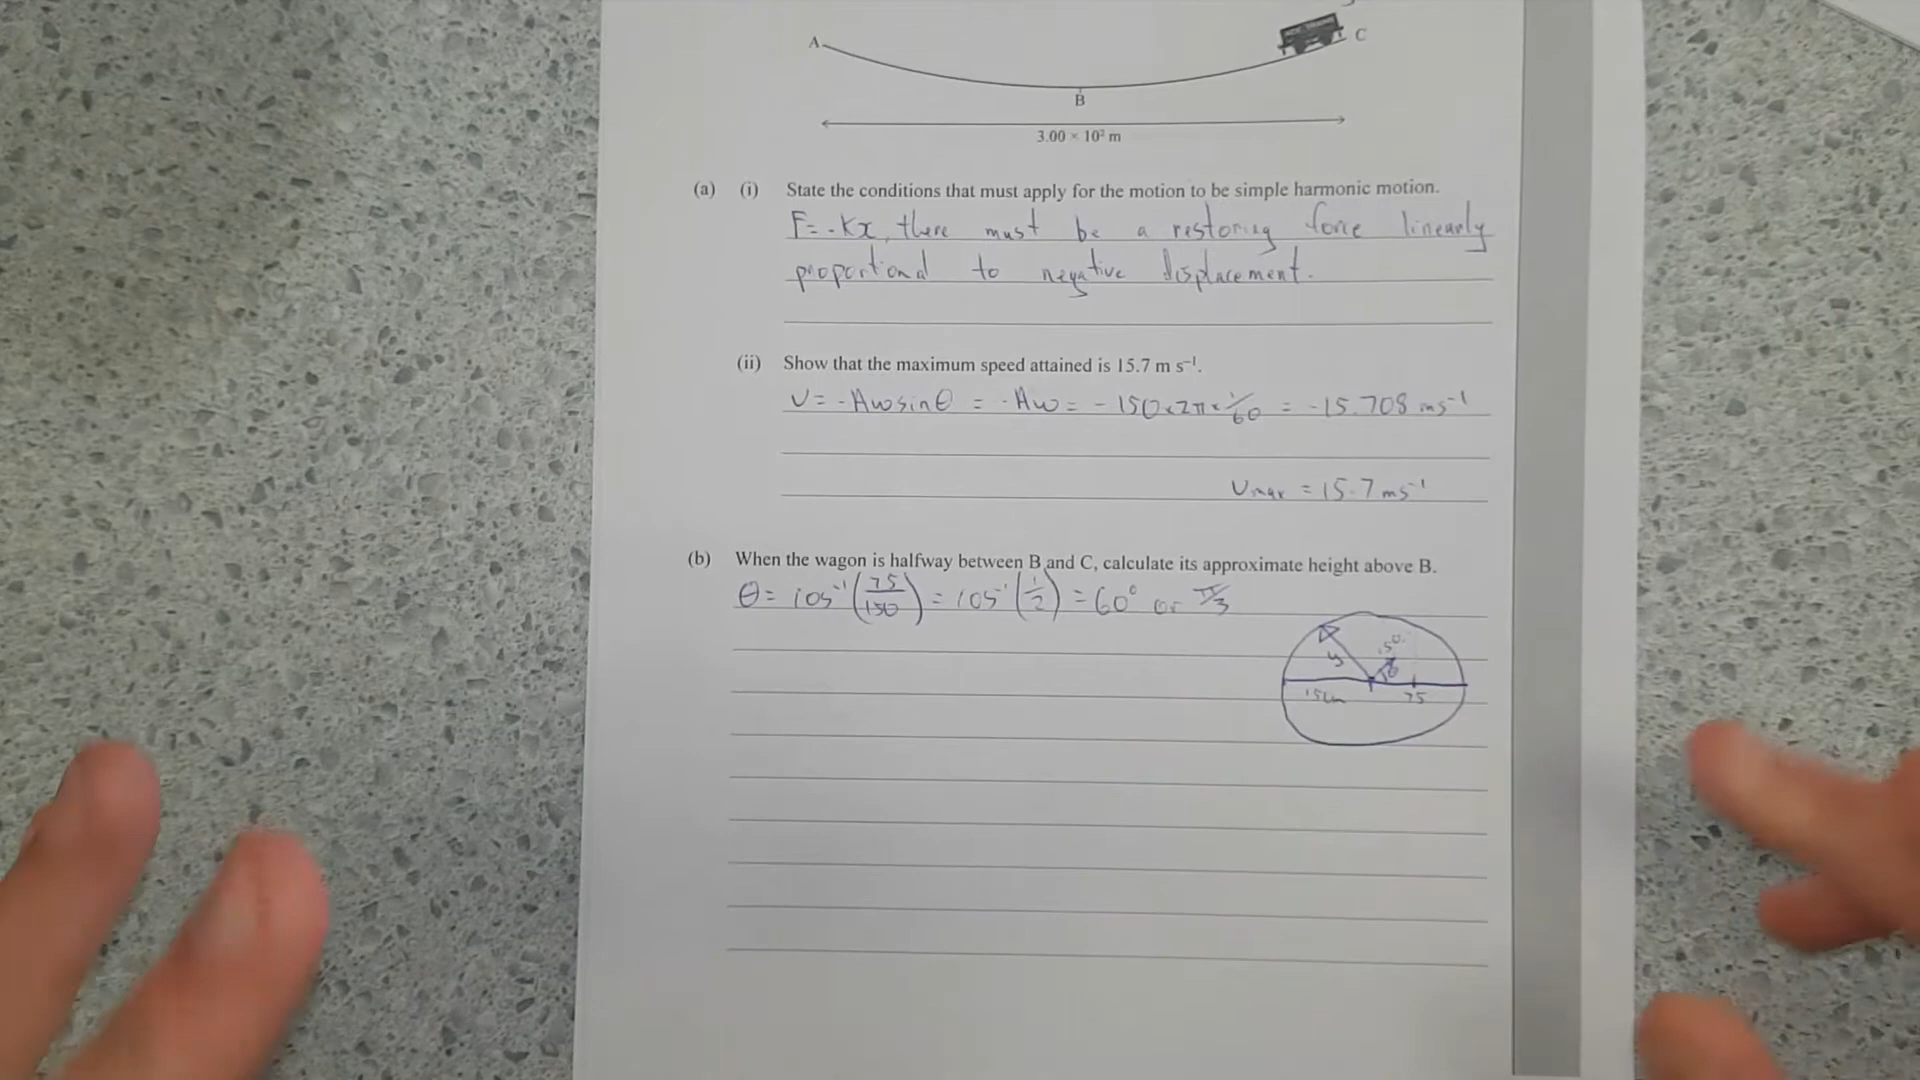 A
C
B
3.00 × 10² m
(a) (i) State the conditions that must apply for the motion to be simple harmonic motion.
F = -Kx, there must be a restoring force linearly
proportional to negative displacement.
(ii) Show that the maximum speed attained is 15.7 m s⁻¹.
V = -Aωsinθ = -Aω = -150×2π×1/60 = -15.708 ms⁻¹
Vmax = 15.7 ms⁻¹
(b) When the wagon is halfway between B and C, calculate its approximate height above B.
θ = cos⁻¹(75/150) = cos⁻¹(1/2) = 60° or π/3
75